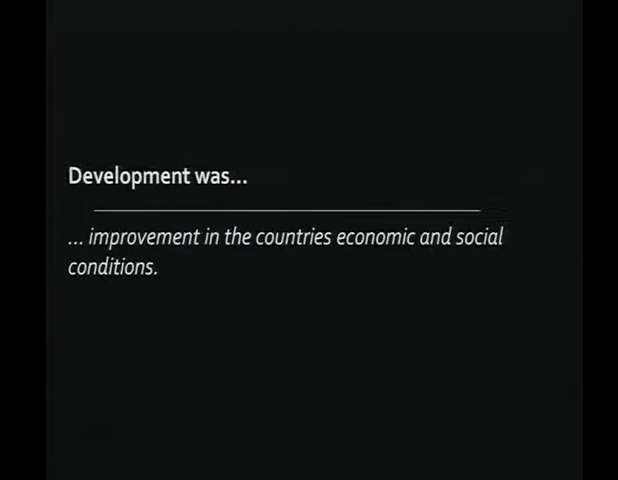 Development was...
... improvement in the countries economic and social
conditions.